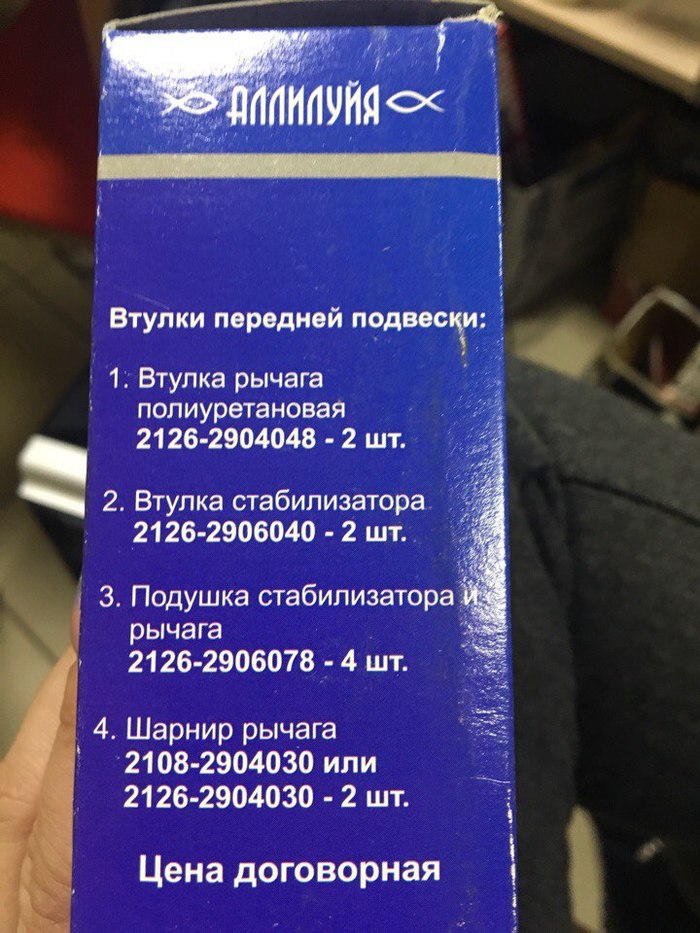 АЛЛИЛУЙЯ
Втулки передней подвески:
1. Втулка рычага
полиуретановая
2126-2904048 - 2 шт.
2. Втулка стабилизатора
2126-2906040 - 2 шт.
3. Подушка стабилизатора и
рычага
2126-2906078 - 4 шт.
4. Шарнир рычага
2108-2904030 или
2126-2904030 - 2 шт.
Цена договорная